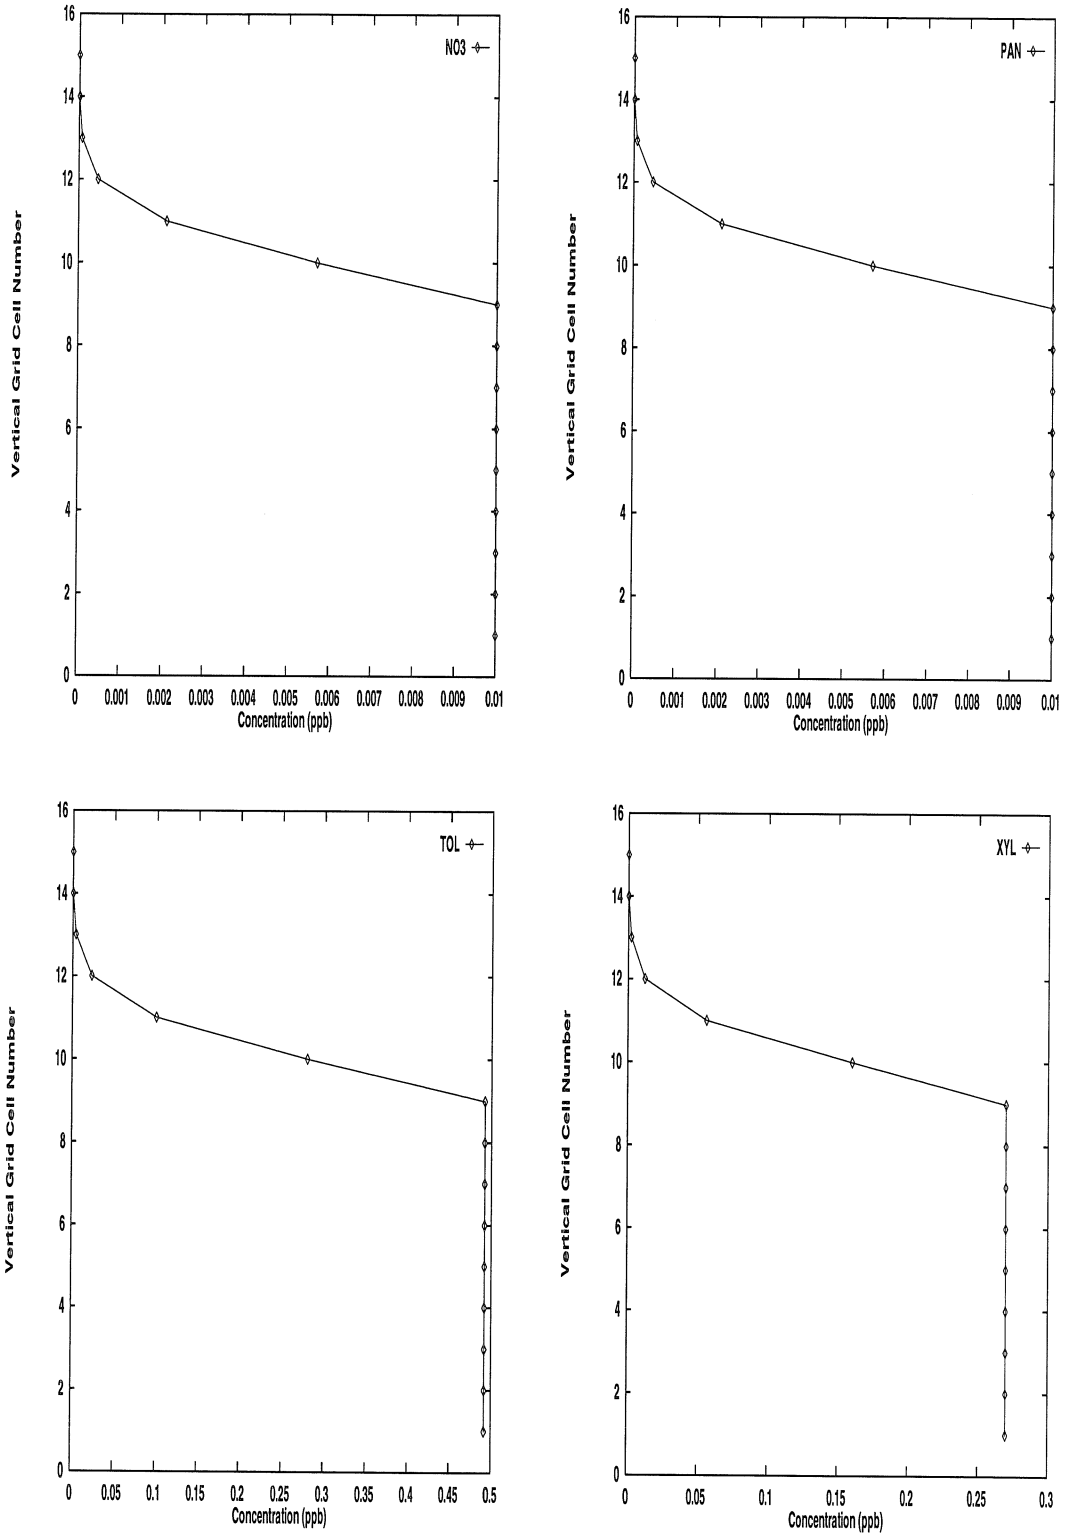 16
14
12
10
8
6
4
2
0
Vertical Grid Cell Number
NO3
0 0.001 0.002 0.003 0.004 0.005 0.006 0.007 0.008 0.009 0.01
Concentration (ppb)
16
14
12
10
8
6
4
2
0
Vertical Grid Cell Number
PAN
0 0.001 0.002 0.003 0.004 0.005 0.006 0.007 0.008 0.009 0.01
Concentration (ppb)
16
14
12
10
8
6
4
2
0
Vertical Grid Cell Number
TOL
0 0.05 0.1 0.15 0.2 0.25 0.3 0.35 0.4 0.45 0.5
Concentration (ppb)
16
14
12
10
8
6
4
2
0
Vertical Grid Cell Number
XYL
0 0.05 0.1 0.15 0.2 0.25 0.3
Concentration (ppb)